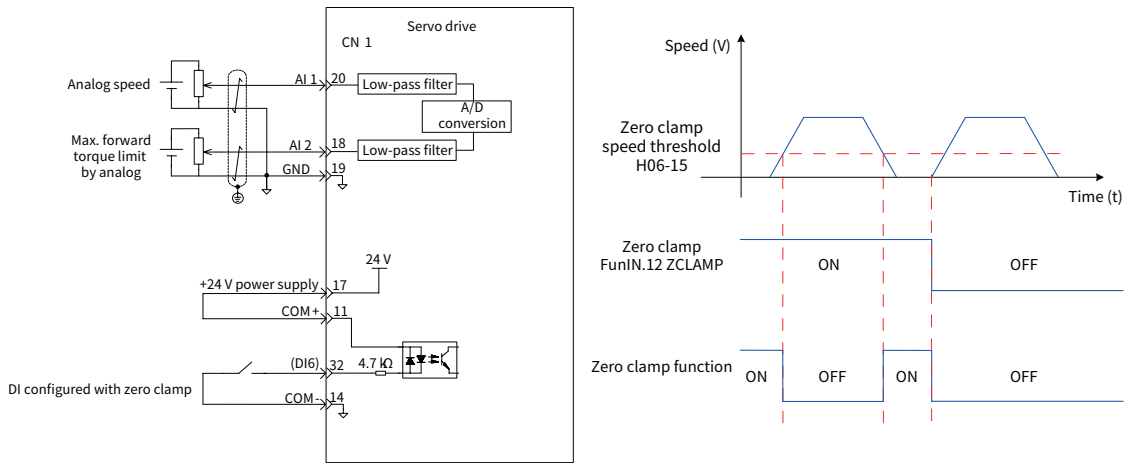 Servo drive
CN 1
Analog speed
AI 1
20
Low-pass filter
A/D
conversion
Max. forward
torque limit
by analog
AI 2
18
Low-pass filter
GND
19
24 V
+24 V power supply
17
COM+
11
(DI6)
32
4.7 kΩ
DI configured with zero clamp
COM-
14
Speed (V)
Zero clamp
speed threshold
H06-15
Time (t)
Zero clamp
FunIN.12 ZCLAMP
ON
OFF
Zero clamp function
ON
OFF
ON
OFF